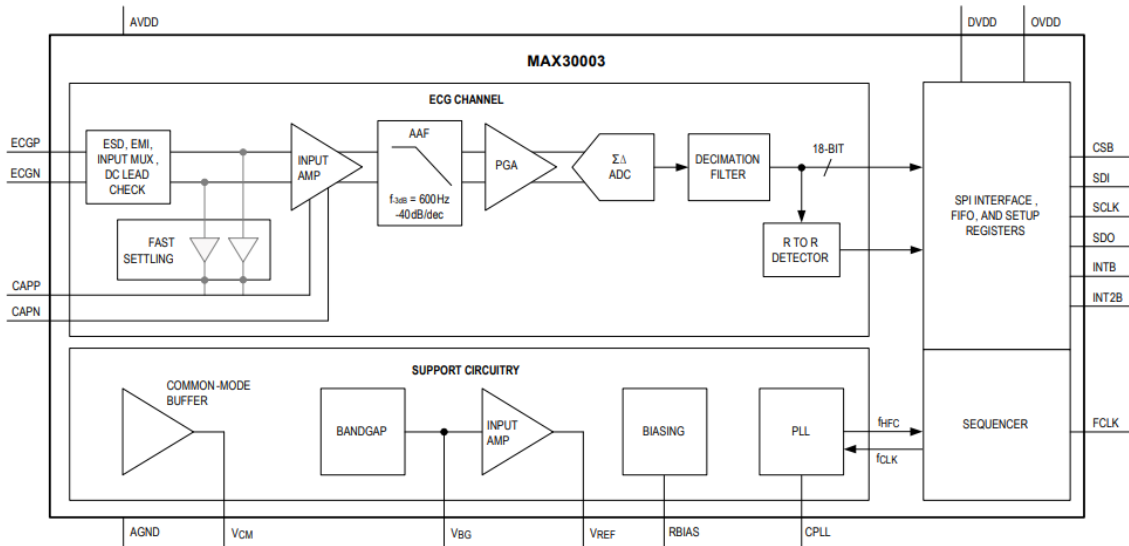 AVDD
DVDD
OVDD
MAX30003
ECG CHANNEL
ECGP
ECGN
ESD, EMI,
INPUT MUX ,
DC LEAD
CHECK
INPUT
AMP
AAF
f-3dB = 600Hz
-40dB/dec
PGA
ΣΔ
ADC
DECIMATION
FILTER
18-BIT
R TO R
DETECTOR
FAST
SETTLING
CAPP
CAPN
SPI INTERFACE ,
FIFO, AND SETUP
REGISTERS
CSB
SDI
SCLK
SDO
INTB
INT2B
SUPPORT CIRCUITRY
COMMON -MODE
BUFFER
BANDGAP
INPUT
AMP
BIASING
PLL
fHFC
fCLK
SEQUENCER
FCLK
AGND
VCM
VBG
VREF
RBIAS
CPLL